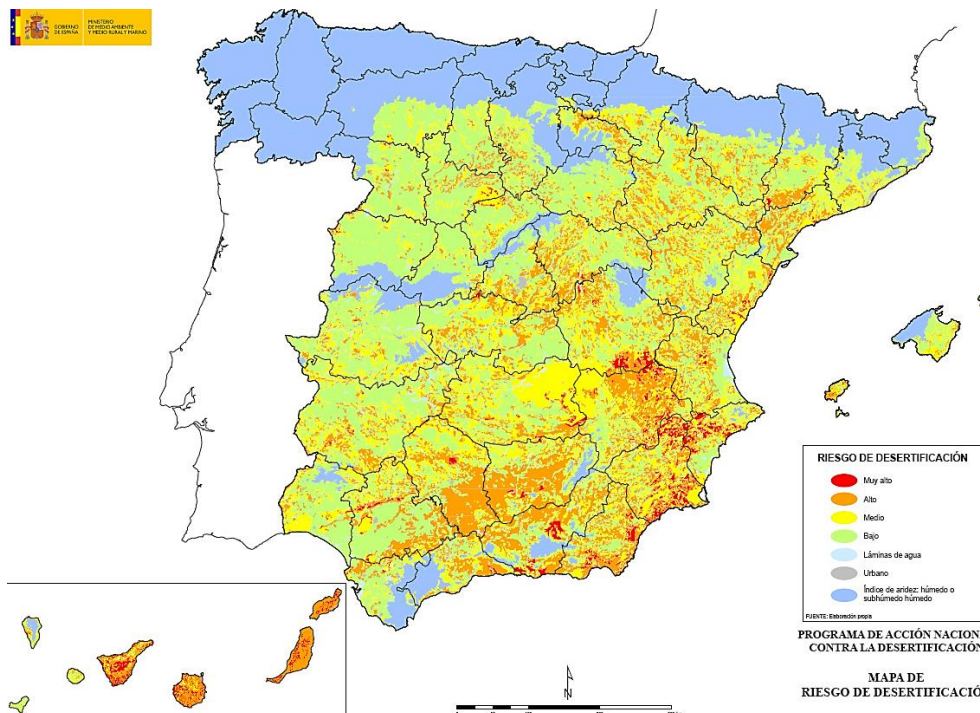 GOBIERNO
DE ESPAÑA
MINISTERIO
DE MEDIO AMBIENTE
Y MEDIO RURAL Y MARINO
RIESGO DE DESERTIFICACIÓN
Muy alto
Alto
Medio
Bajo
Láminas de agua
Urbano
Índice de aridez: húmedo o
subhúmedo húmedo
FUENTE: Elaboración propia
PROGRAMA DE ACCIÓN NACION
CONTRA LA DESERTIFICACIÓN
MAPA DE
RIESGO DE DESERTIFICACIÓ
N